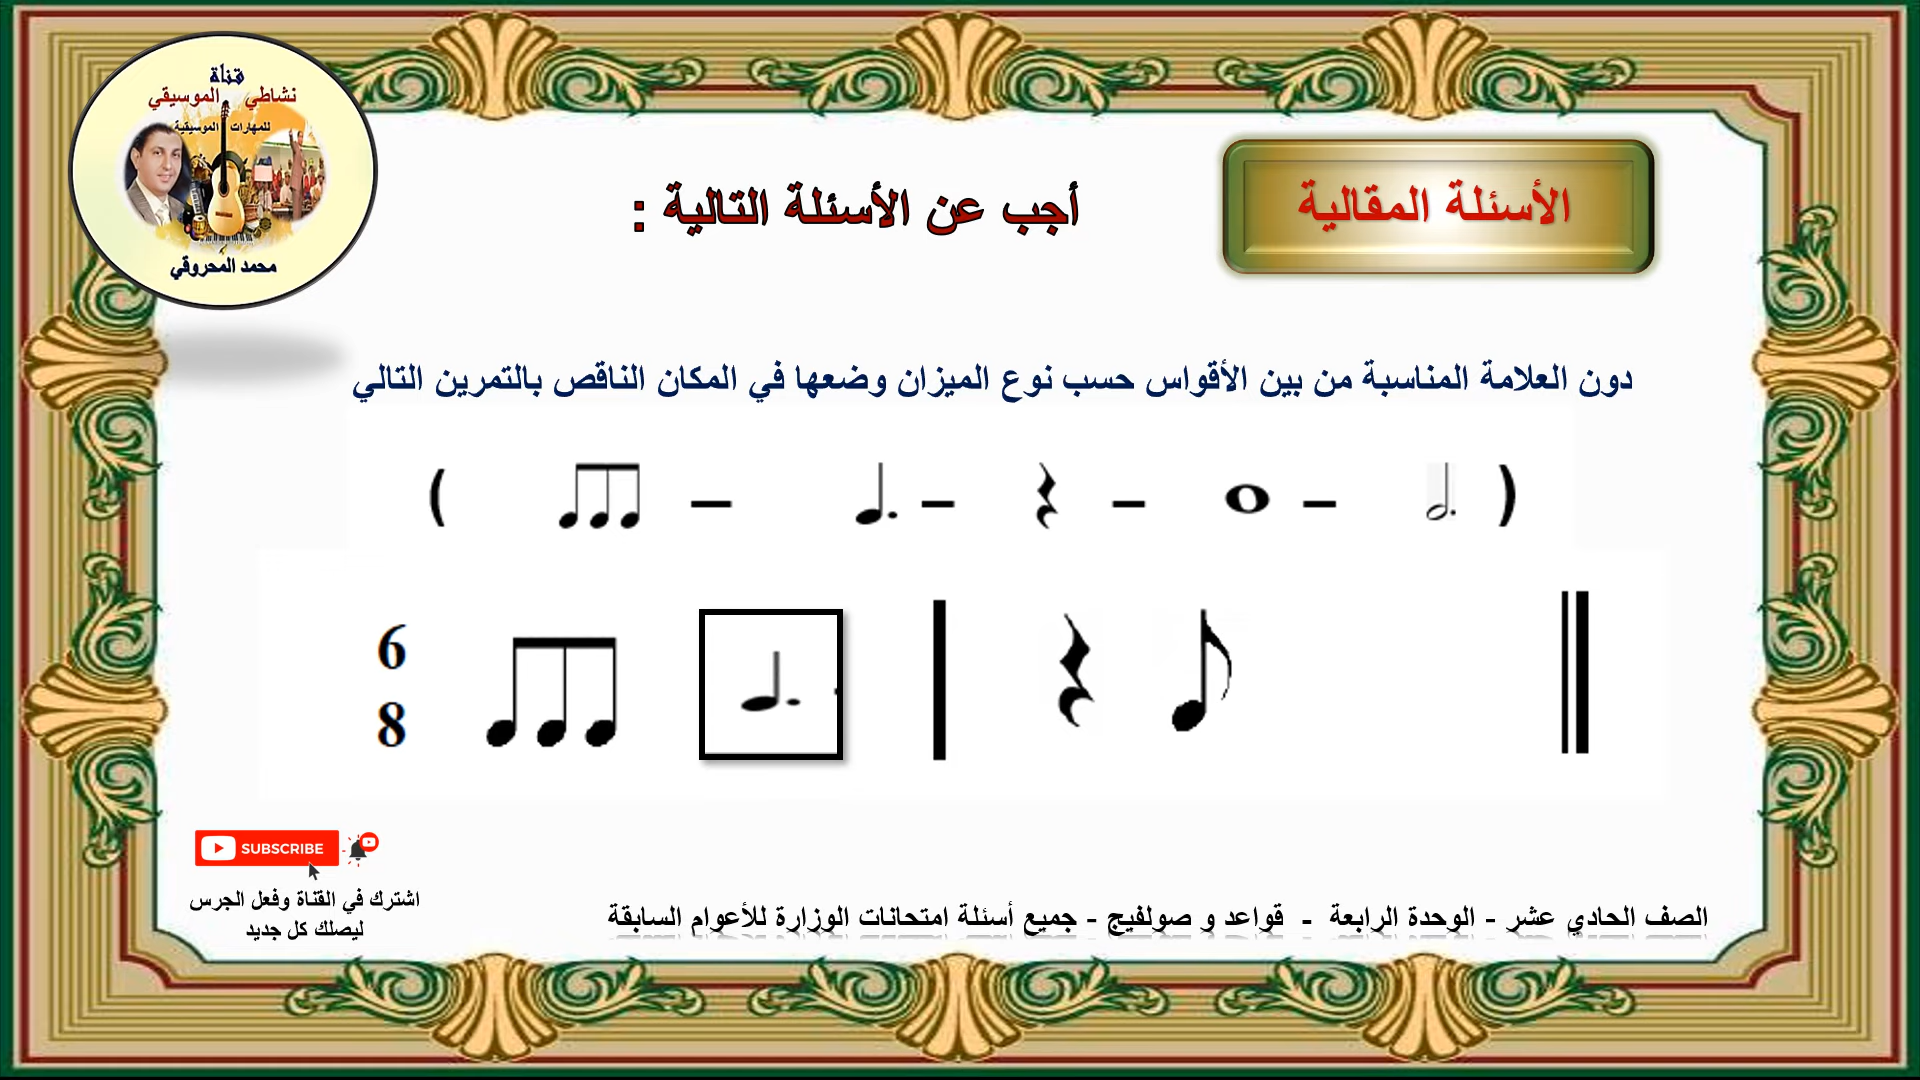 قناة
نشاطي الموسيقي
للمهارات الموسيقية
محمد المحروقي
الأسئلة المقالية
أجب عن الأسئلة التالية :
دون العلامة المناسبة من بين الأقواس حسب نوع الميزان وضعها في المكان الناقص بالتمرين التالي
( – – – – )
6
8
SUBSCRIBE
اشترك في القناة وفعل الجرس
ليصلك كل جديد
الصف الحادي عشر - الوحدة الرابعة - قواعد و صولفيج - جميع أسئلة امتحانات الوزارة للأعوام السابقة